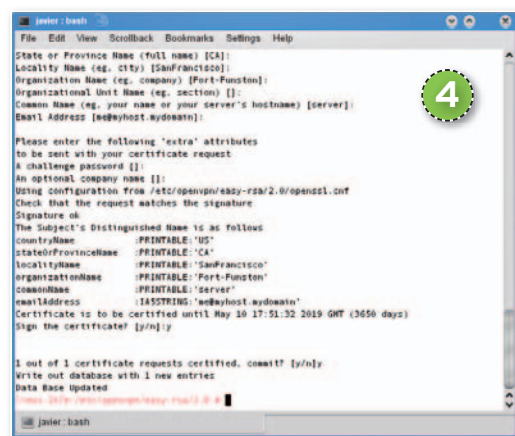 javier : bash
File Edit View Scrollback Bookmarks Settings Help
State or Province Name (full name) [CA]:
Locality Name (eg, city) [SanFrancisco]:
Organization Name (eg, company) [Fort-Funston]:
Organizational Unit Name (eg, section) []:
Common Name (eg, your name or your server's hostname) [server]:
Email Address [me@myhost.mydomain]:
4
Please enter the following 'extra' attributes
to be sent with your certificate request
A challenge password []:
An optional company name []:
Using configuration from /etc/openvpn/easy-rsa/2.0/openssl.cnf
Check that the request matches the signature
Signature ok
The Subject's Distinguished Name is as follows
countryName :PRINTABLE:'US'
stateOrProvinceName :PRINTABLE:'CA'
localityName :PRINTABLE:'SanFrancisco'
organizationName :PRINTABLE:'Fort-Funston'
commonName :PRINTABLE:'server'
emailAddress :IA5STRING:'me@myhost.mydomain'
Certificate is to be certified until May 10 17:51:32 2019 GMT (3650 days)
Sign the certificate? [y/n]:y
1 out of 1 certificate requests certified, commit? [y/n]y
Write out database with 1 new entries
Data Base Updated
javier : bash